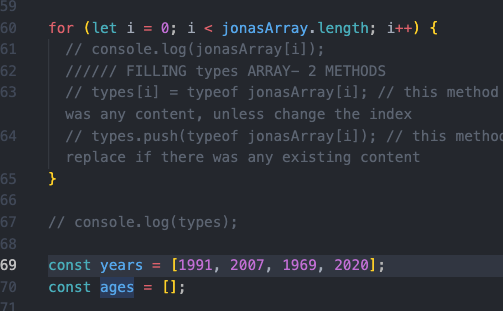 59
60 for (let i = 0; i < jonasArray.length; i++) {
61 // console.log(jonasArray[i]);
62 ////// FILLING types ARRAY- 2 METHODS
63 // types[i] = typeof jonasArray[i]; // this method
was any content, unless change the index
64 // types.push(typeof jonasArray[i]); // this metho
replace if there was any existing content
65 }
66
67 // console.log(types);
68
69 const years = [1991, 2007, 1969, 2020];
70 const ages = [];
71